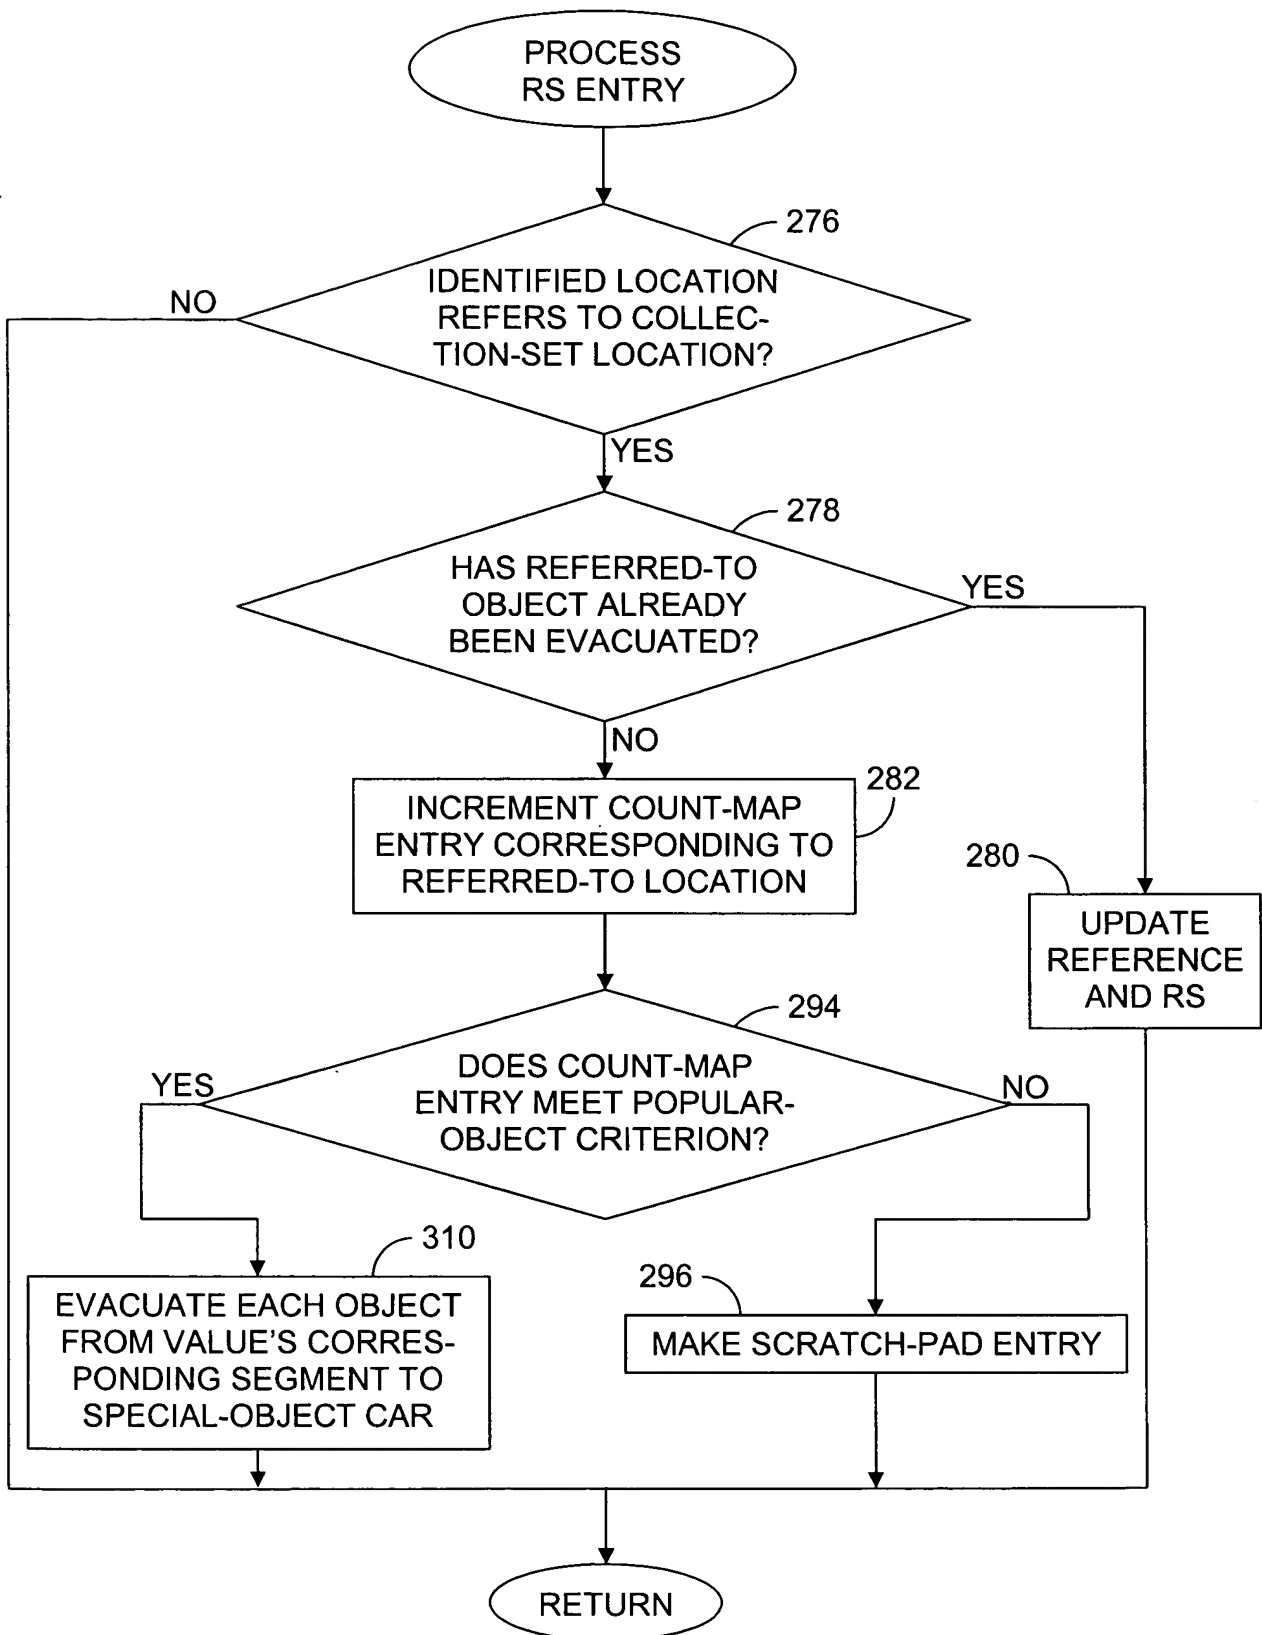 PROCESS
RS ENTRY
276
IDENTIFIED LOCATION
REFERS TO COLLEC-
TION-SET LOCATION?
NO
YES
278
HAS REFERRED-TO
OBJECT ALREADY
BEEN EVACUATED?
YES
NO
282
INCREMENT COUNT-MAP
ENTRY CORRESPONDING TO
REFERRED-TO LOCATION
280
UPDATE
REFERENCE
AND RS
294
DOES COUNT-MAP
ENTRY MEET POPULAR-
OBJECT CRITERION?
YES
NO
310
EVACUATE EACH OBJECT
FROM VALUE'S CORRES-
PONDING SEGMENT TO
SPECIAL-OBJECT CAR
296
MAKE SCRATCH-PAD ENTRY
RETURN